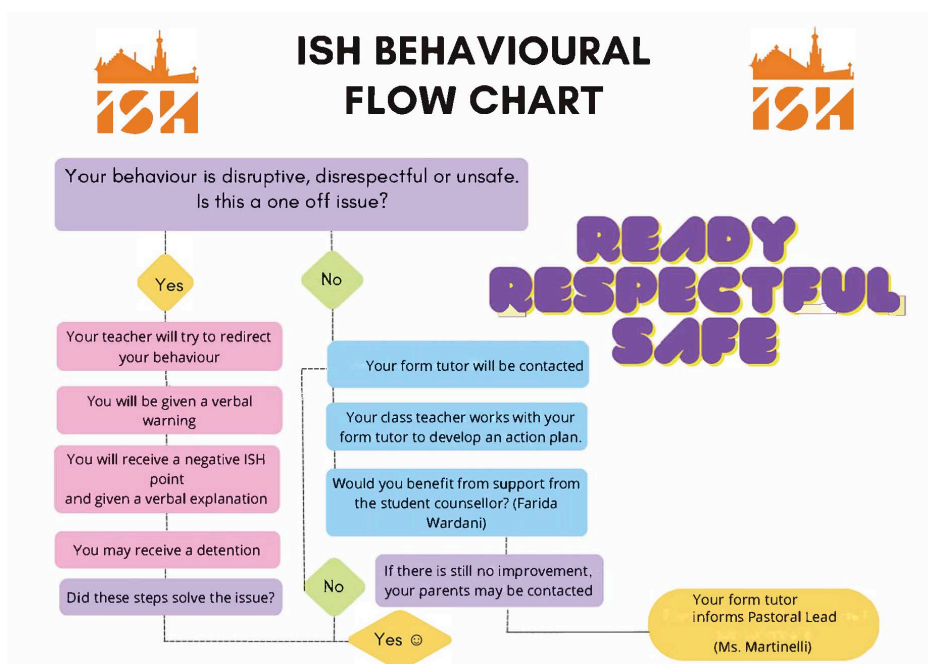 ISH BEHAVIOURAL
FLOW CHART
ISH
ISH
Your behaviour is disruptive, disrespectful or unsafe.
Is this a one off issue?
READY
RESPECTFUL
SAFE
Yes
No
Your teacher will try to redirect
your behaviour
You will be given a verbal
warning
You will receive a negative ISH
point
and given a verbal explanation
You may receive a detention
Did these steps solve the issue?
Your form tutor will be contacted
Your class teacher works with your
form tutor to develop an action plan.
Would you benefit from support from
the student counsellor? (Farida
Wardani)
No
If there is still no improvement,
your parents may be contacted
Yes ☺
Your form tutor
informs Pastoral Lead
(Ms. Martinelli)